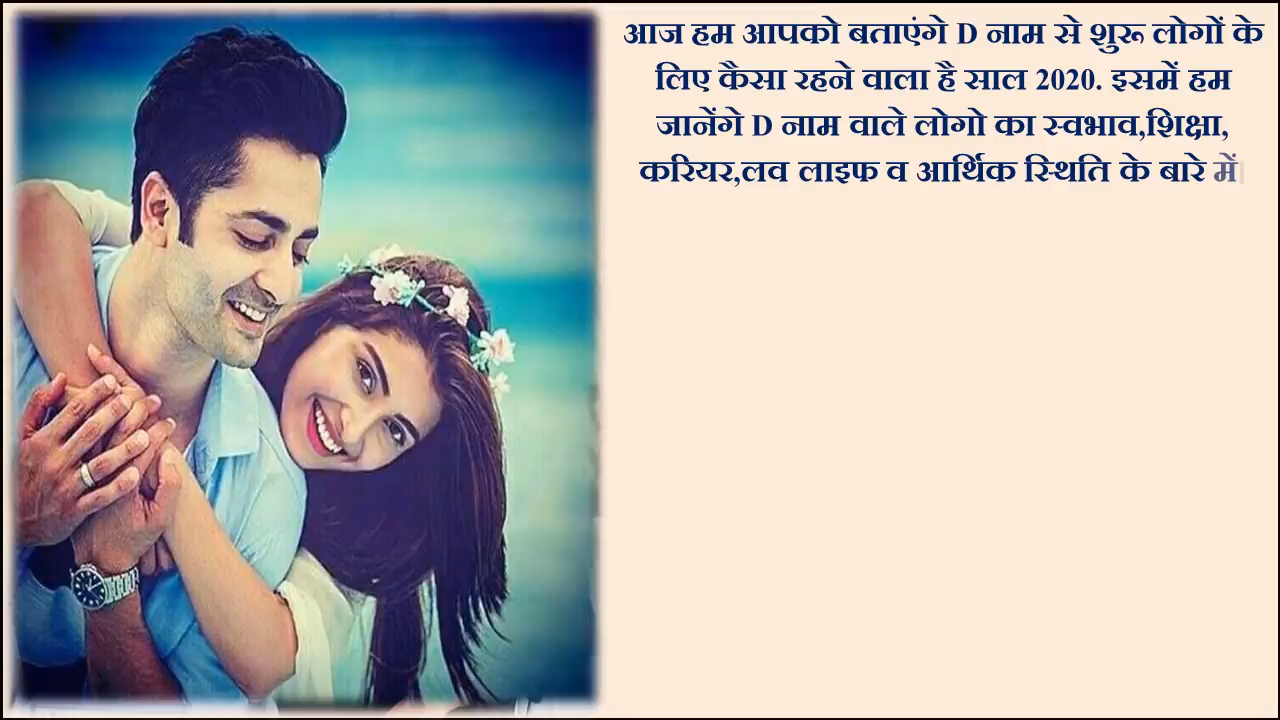 आज हम आपको बताएंगे D नाम से शुरू लोगों के
लिए कैसा रहने वाला है साल 2020. इसमें हम
जानेंगे D नाम वाले लोगो का स्वभाव,शिक्षा,
करियर,लव लाइफ व आर्थिक स्थिति के बारे में।